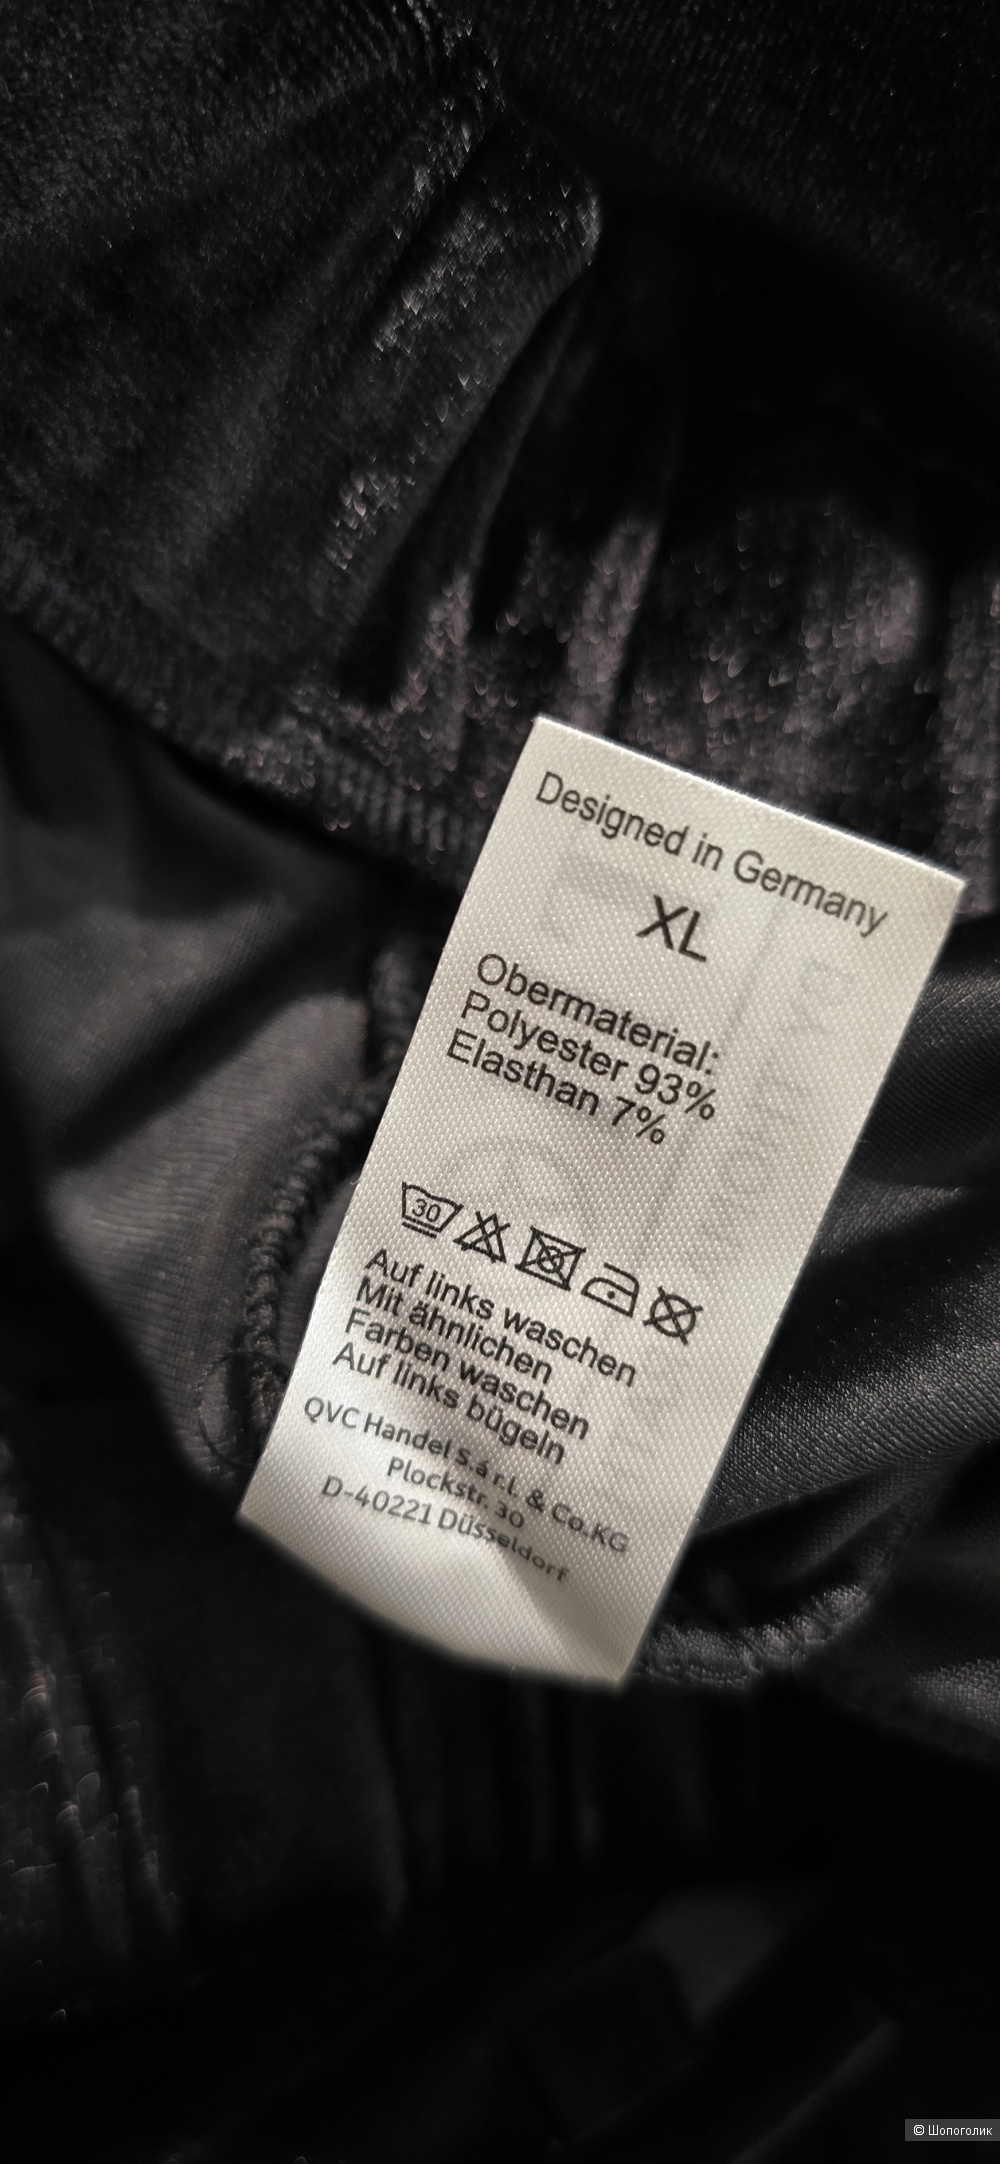 Designed in Germany
XL
Obermaterial:
Polyester 93%
Elasthan 7%
30
Auf links waschen
Mit ähnlichen
Farben waschen
Auf links bügeln
QVC Handel S.á r.l. & Co.KG
Plockstr. 30
D-40221 Düsseldorf
© Шопоголик